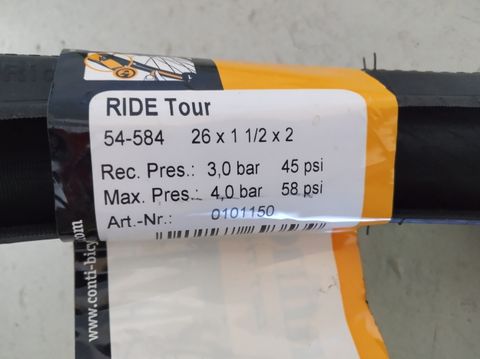 RIDE Tour
54-584 26 x 1 1/2 x 2
Rec. Pres.: 3,0 bar 45 psi
Max. Pres.: 4,0 bar 58 psi
Art.-Nr.: 0101150
www.conti-bicy.om